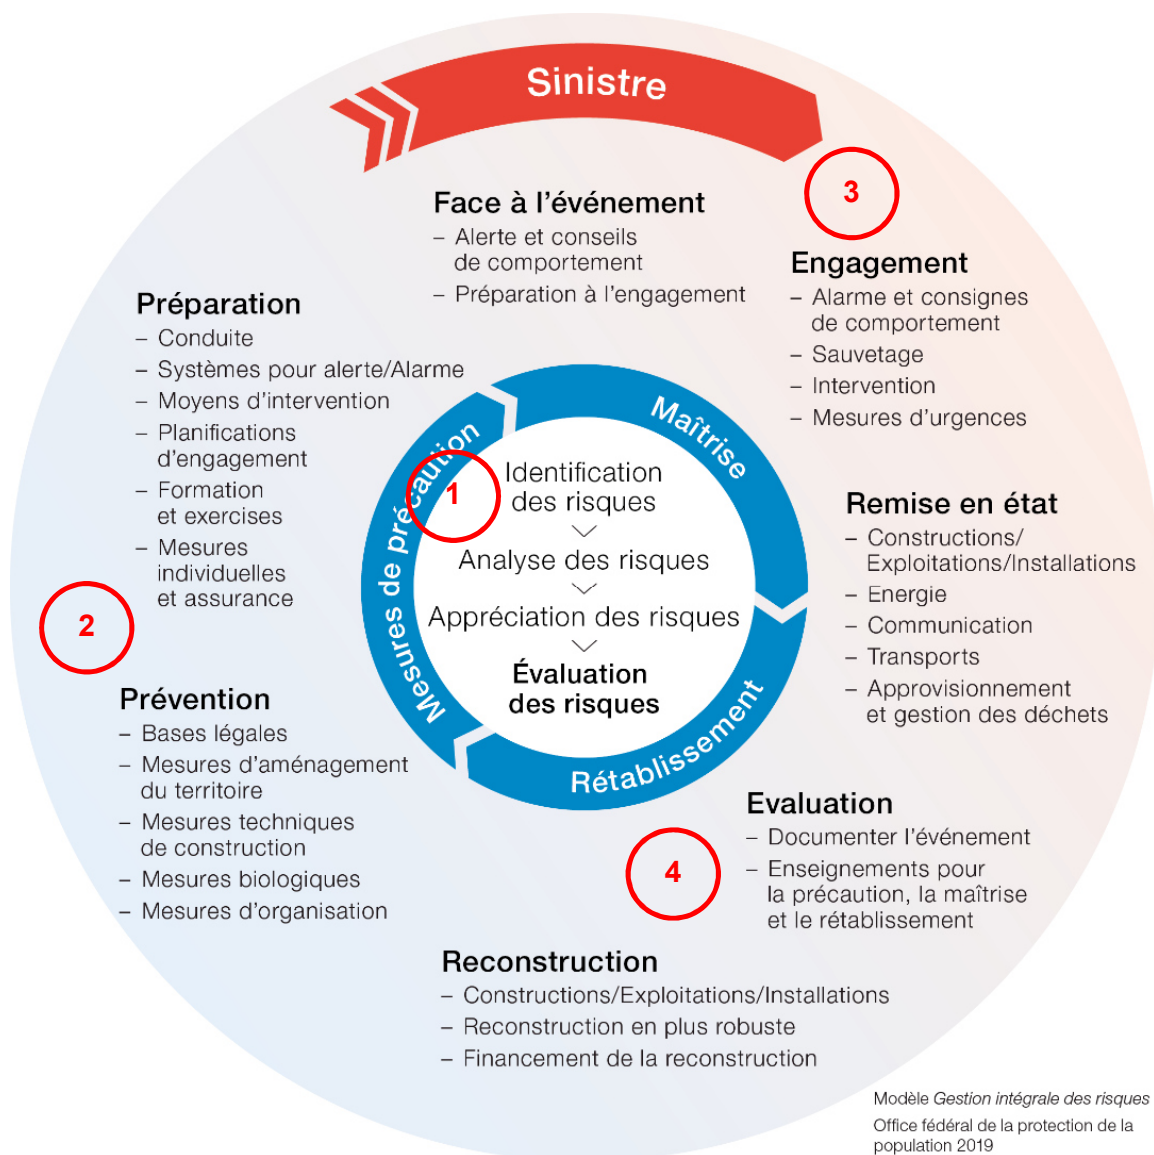 Sinistre
3
Face à l'événement
– Alerte et conseils
de comportement
– Préparation à l'engagement
Engagement
– Alarme et consignes
de comportement
– Sauvetage
– Intervention
– Mesures d'urgences
Préparation
– Conduite
– Systèmes pour alerte/Alarme
– Moyens d'intervention
– Planifications
d'engagement
– Formation
et exercises
– Mesures
individuelles
et assurance
Maîtrise
Mesures de précaution
Rétablissement
1
Identification
des risques
Analyse des risques
Appréciation des risques
Évaluation
des risques
Remise en état
– Constructions/
Exploitations/Installations
– Energie
– Communication
– Transports
– Approvisionnement
et gestion des déchets
2
Prévention
– Bases légales
– Mesures d'aménagement
du territoire
– Mesures techniques
de construction
– Mesures biologiques
– Mesures d'organisation
4
Evaluation
– Documenter l'événement
– Enseignements pour
la précaution, la maîtrise
et le rétablissement
Reconstruction
– Constructions/Exploitations/Installations
– Reconstruction en plus robuste
– Financement de la reconstruction
Modèle Gestion intégrale des risques
Office fédéral de la protection de la
population 2019